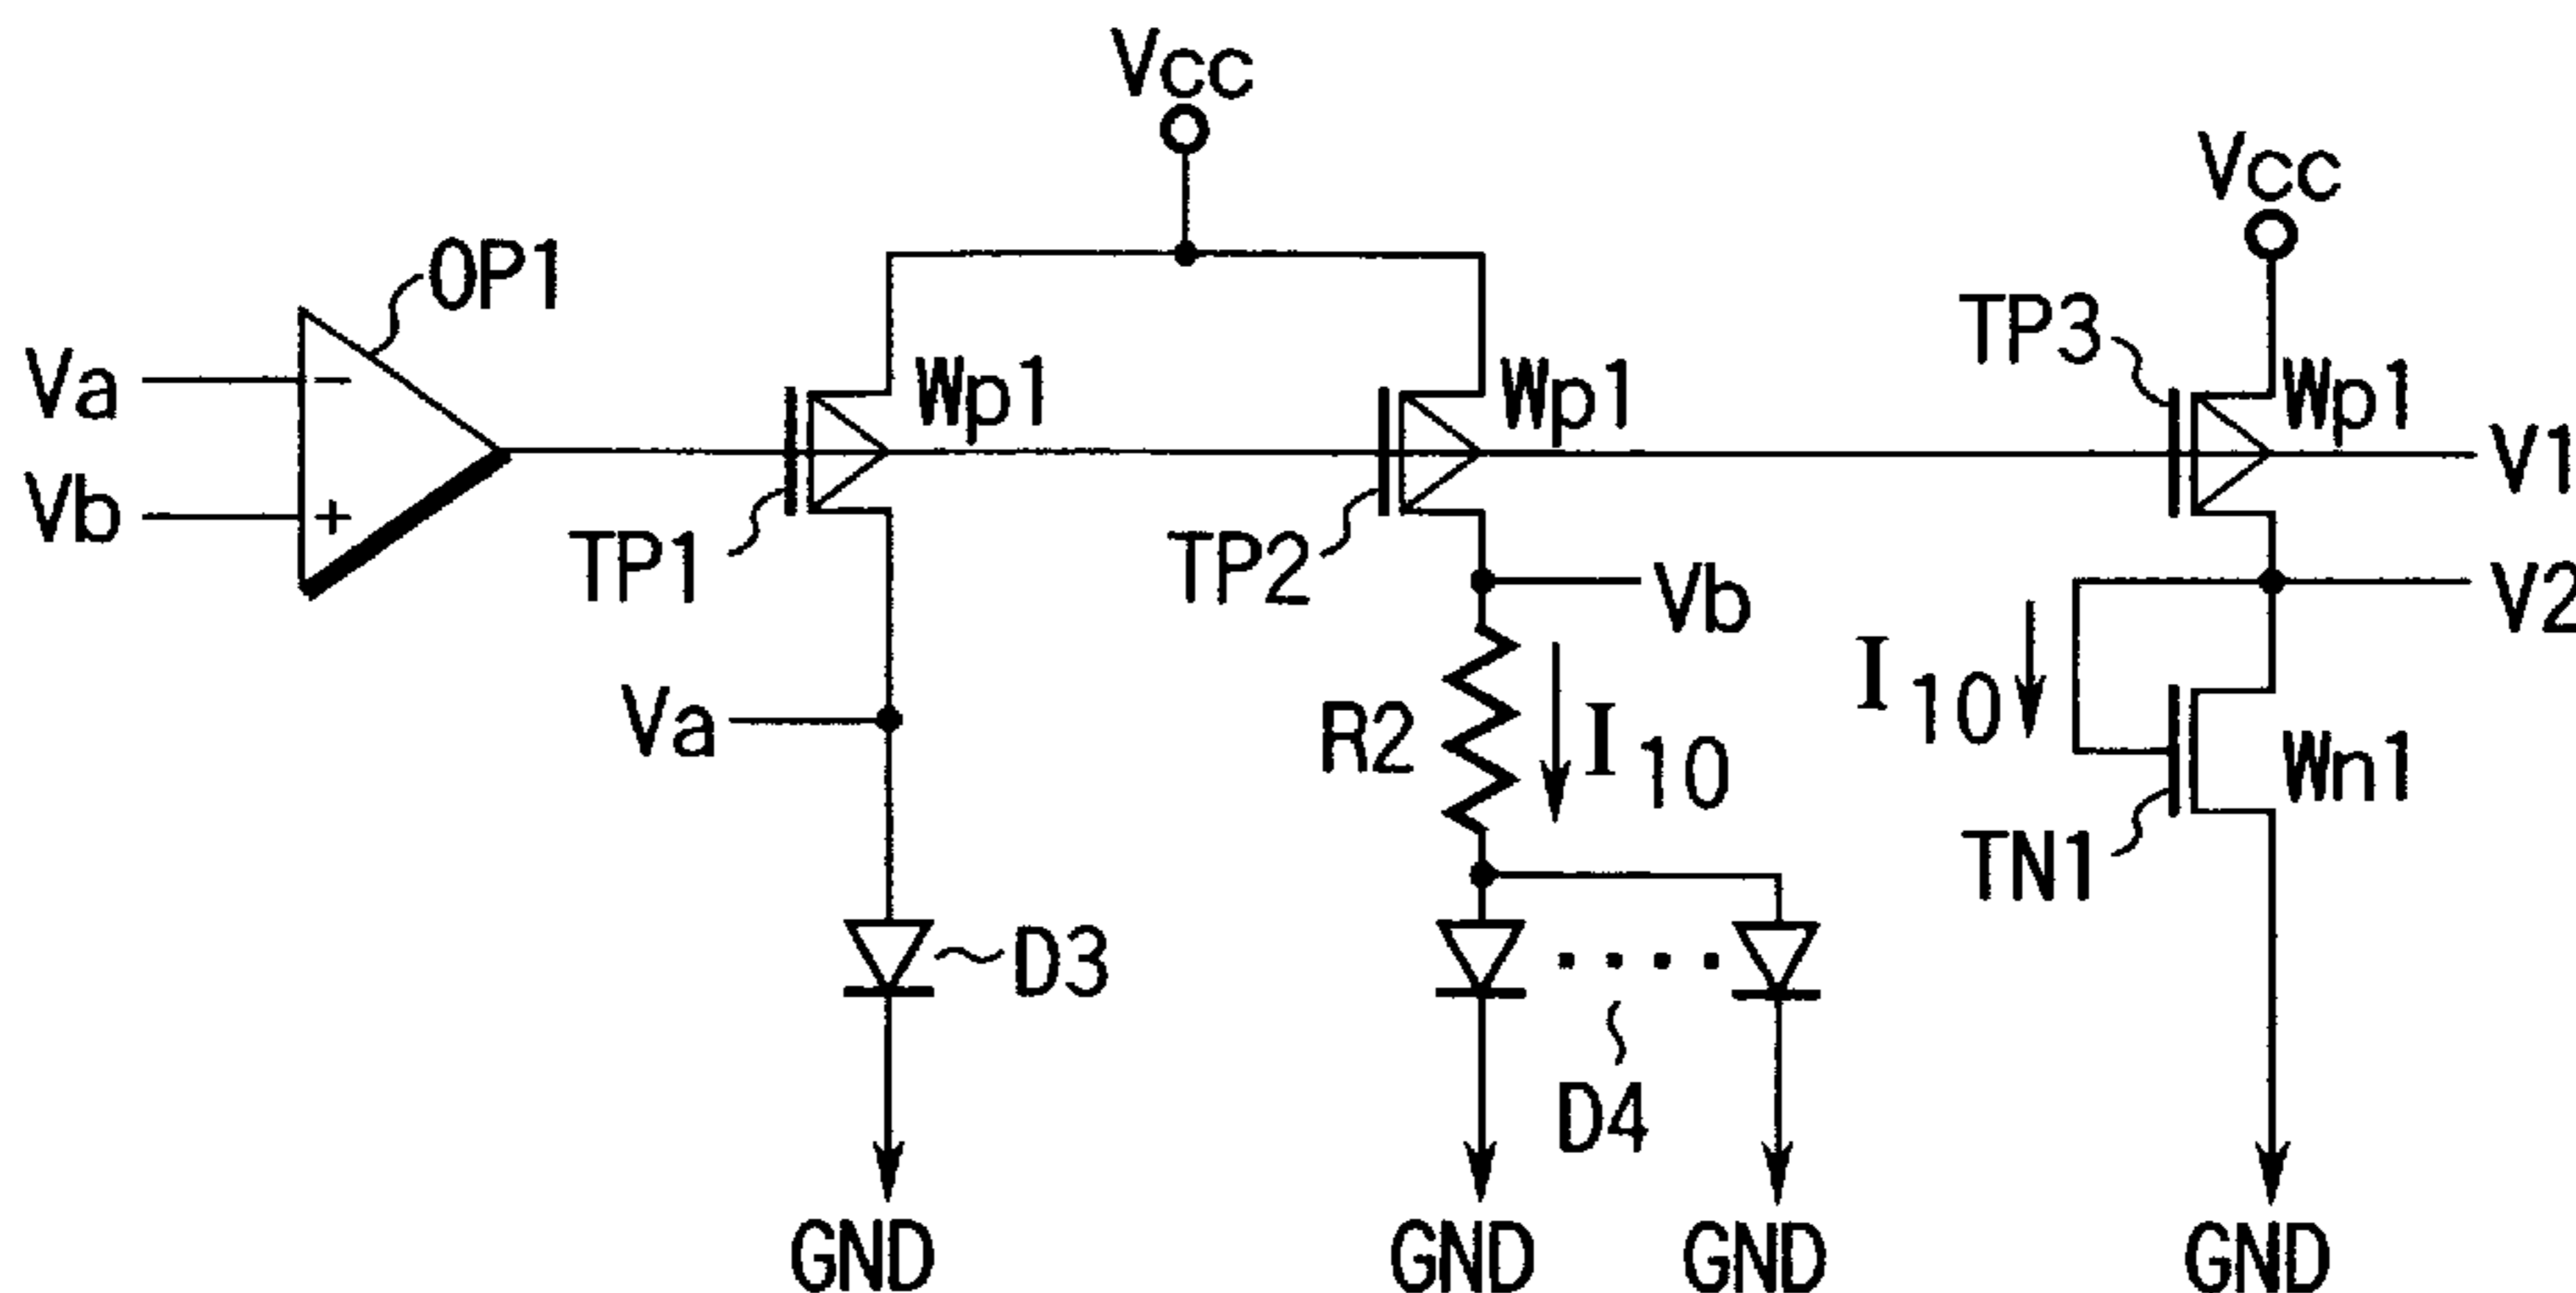 Vcc
Vcc
OP1
TP3
Va
−
Wp1
Wp1
Wp1
V1
Vb
+
TP1
TP2
Vb
V2
Va
R2
I10
I10
Wn1
TN1
D3
D4
GND
GND
GND
GND